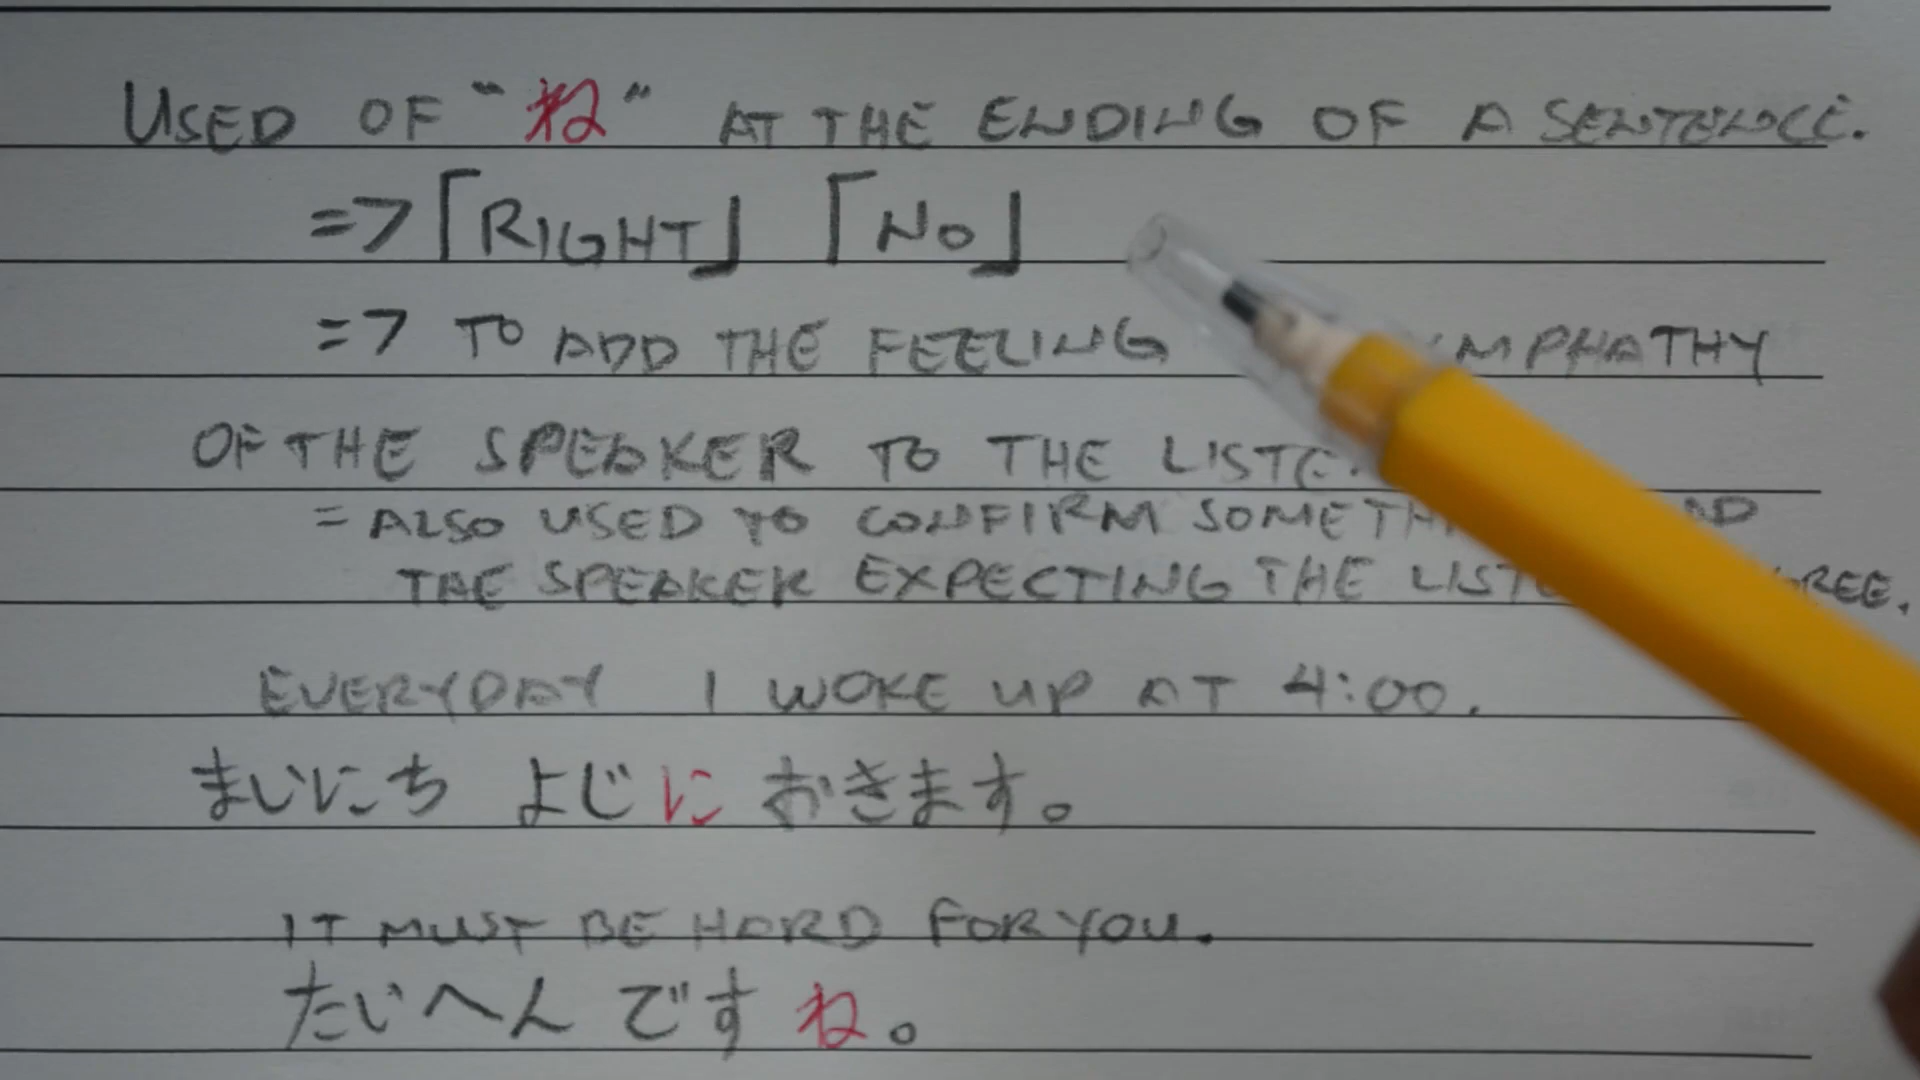 USED OF "ね" AT THE ENDING OF A SENTENCE.
=> 「RIGHT」 「NO」
=> TO ADD THE FEELING
OF THE SPEAKER TO THE
= ALSO USED TO CONFIRM
THE SPEAKER EXPECTING THE
EVERYDAY I WOKE UP AT 4:00.
まいにち よじに おきます。
IT MUST BE HARD FOR YOU.
たいへん ですね。